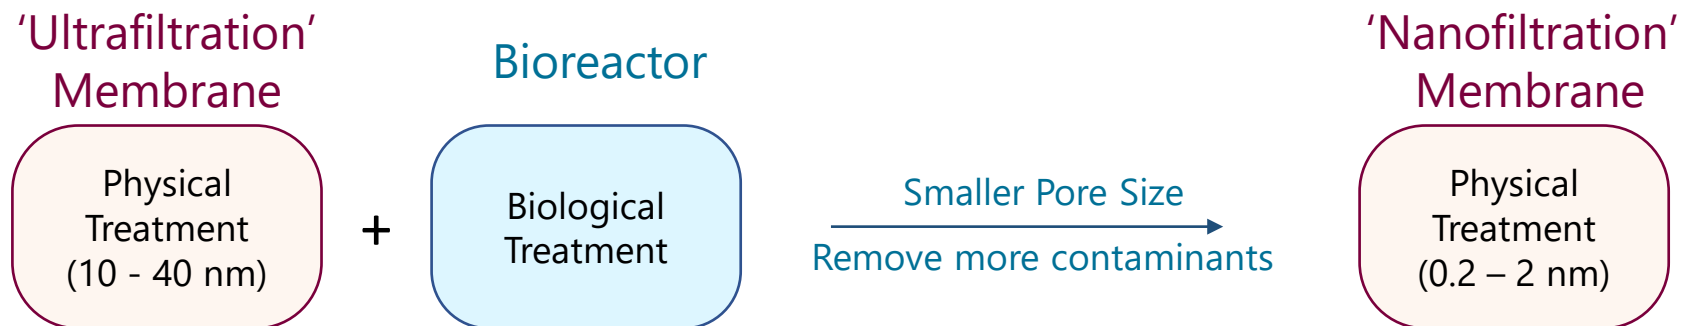 ‘Ultrafiltration’
Membrane
Physical
Treatment
(10 - 40 nm)
+
Bioreactor
Biological
Treatment
Smaller Pore Size
Remove more contaminants
‘Nanofiltration’
Membrane
Physical
Treatment
(0.2 – 2 nm)